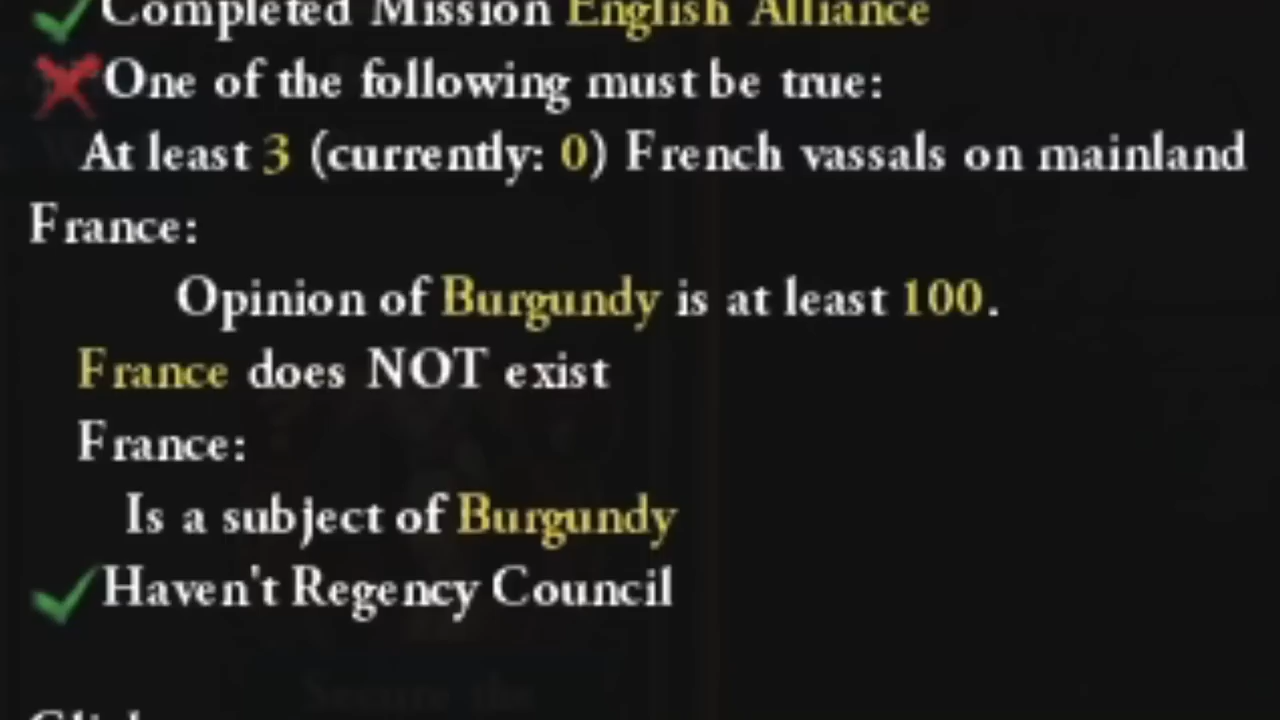 Completed Mission English Alliance
One of the following must be true:
At least 3 (currently: 0) French vassals on mainland
France:
Opinion of Burgundy is at least 100.
France does NOT exist
France:
Is a subject of Burgundy
Haven't Regency Council